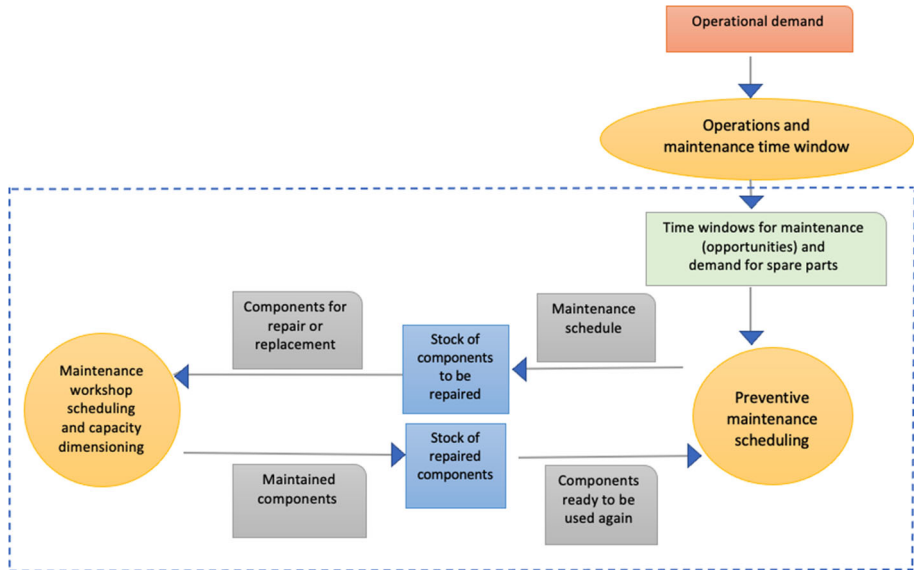 Operational demand
Operations and
maintenance time window
Time windows for maintenance
(opportunities) and
demand for spare parts
Components for
repair or
replacement
Maintenance
schedule
Stock of
components
to be
repaired
Maintenance
workshop
scheduling
and capacity
dimensioning
Preventive
maintenance
scheduling
Stock of
repaired
components
Maintained
components
Components
ready to be
used again